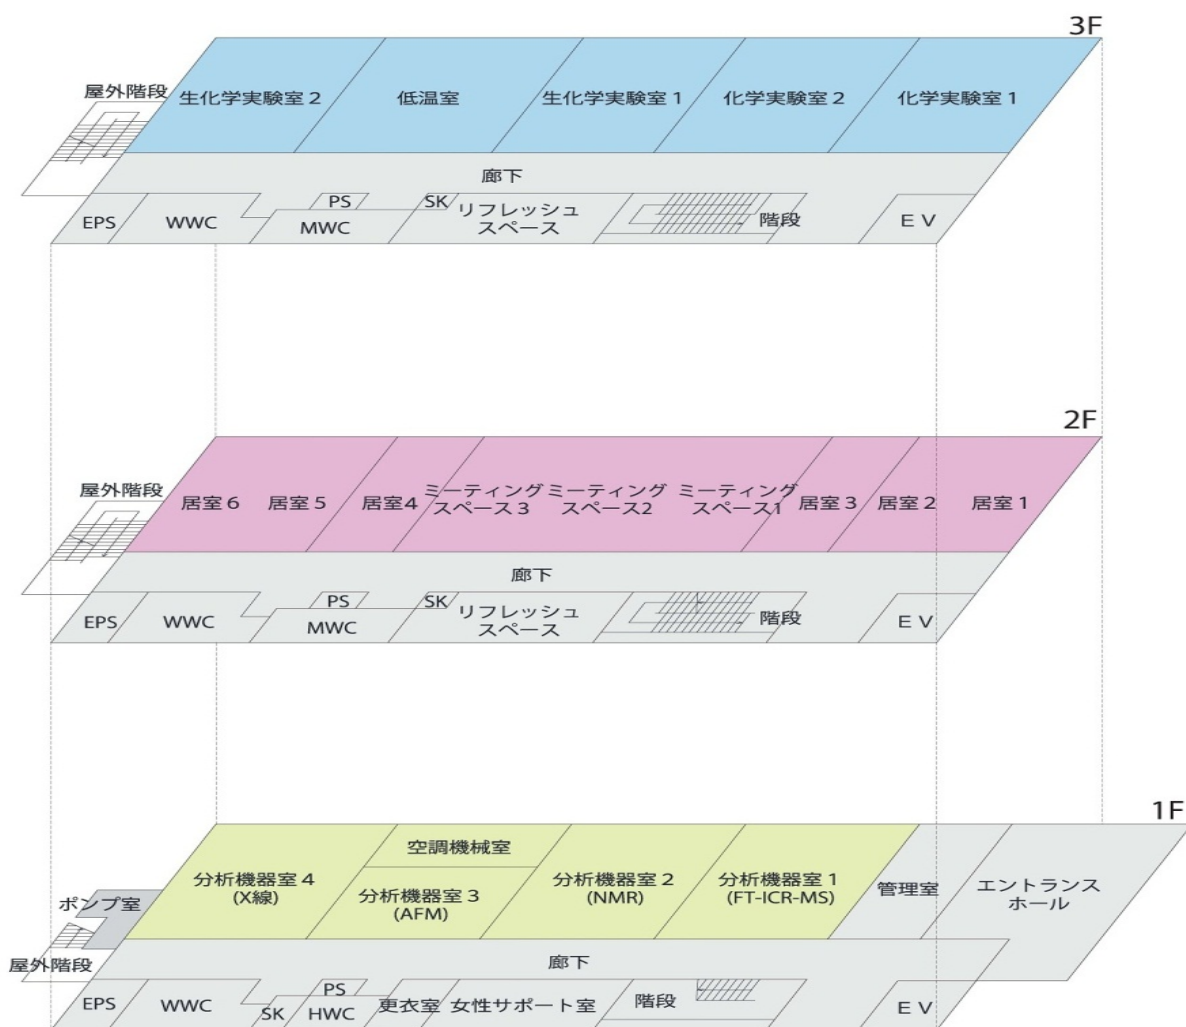 3F
屋外階段
生化学実験室 2
低温室
生化学実験室 1
化学実験室 2
化学実験室 1
廊下
EPS
WWC
PS
MWC
SK
リフレッシュ
スペース
階段
E V
2F
屋外階段
居室 6
居室 5
居室4
ミーティング
スペース 3
ミーティング
スペース2
ミーティング
スペース1
居室 3
居室 2
居室 1
廊下
EPS
WWC
PS
MWC
SK
リフレッシュ
スペース
階段
E V
1F
ポンプ室
屋外階段
分析機器室 4
(X線)
空調機械室
分析機器室 3
(AFM)
分析機器室 2
(NMR)
分析機器室 1
(FT-ICR-MS)
管理室
エントランス
ホール
廊下
EPS
WWC
SK
PS
HWC
更衣室
女性サポート室
階段
E V